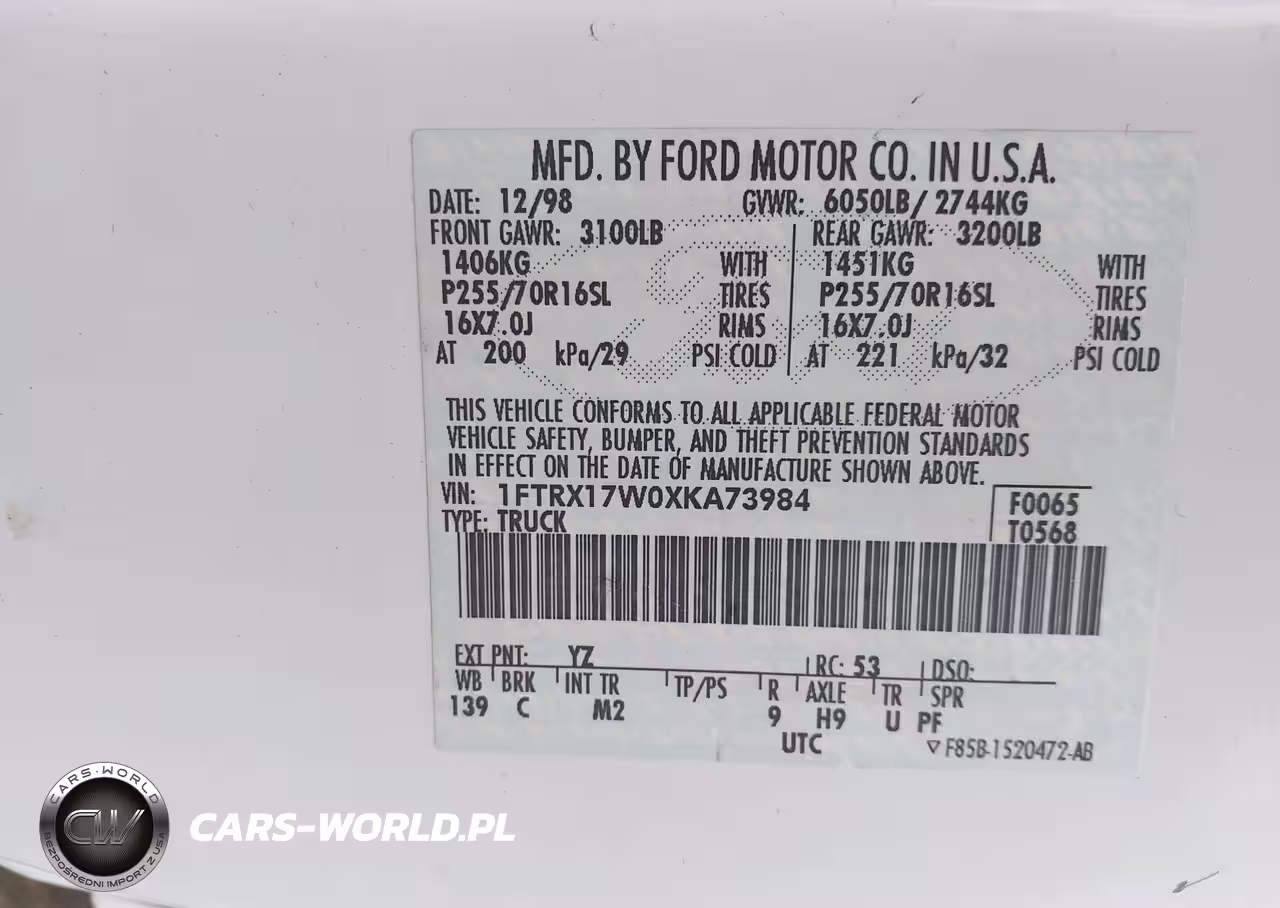 MFD. BY FORD MOTOR CO. IN U.S.A.
DATE: 12/98 GVWR: 6050LB/ 2744KG
FRONT GAWR: 3100LB REAR GAWR: 3200LB
1406KG WITH 1451KG WITH
P255/70R16SL TIRES P255/70R16SL TIRES
16X7.0J RIMS 16X7.0J RIMS
AT 200 kPa/29 PSI COLD AT 221 kPa/32 PSI COLD
THIS VEHICLE CONFORMS TO ALL APPLICABLE FEDERAL MOTOR
VEHICLE SAFETY, BUMPER, AND THEFT PREVENTION STANDARDS
IN EFFECT ON THE DATE OF MANUFACTURE SHOWN ABOVE.
VIN: 1FTRX17W0XKA73984 F0065
TYPE: TRUCK T0568
EXT PNT: YZ RC: 53 DSO:
WB BRK INT TR TP/PS R AXLE TR SPR
139 C M2 9 H9 U PF
UTC F85B-1520472-AB
CARS-WORLD
CW
BEZPOŚREDNI IMPORT Z USA
CARS-WORLD.PL